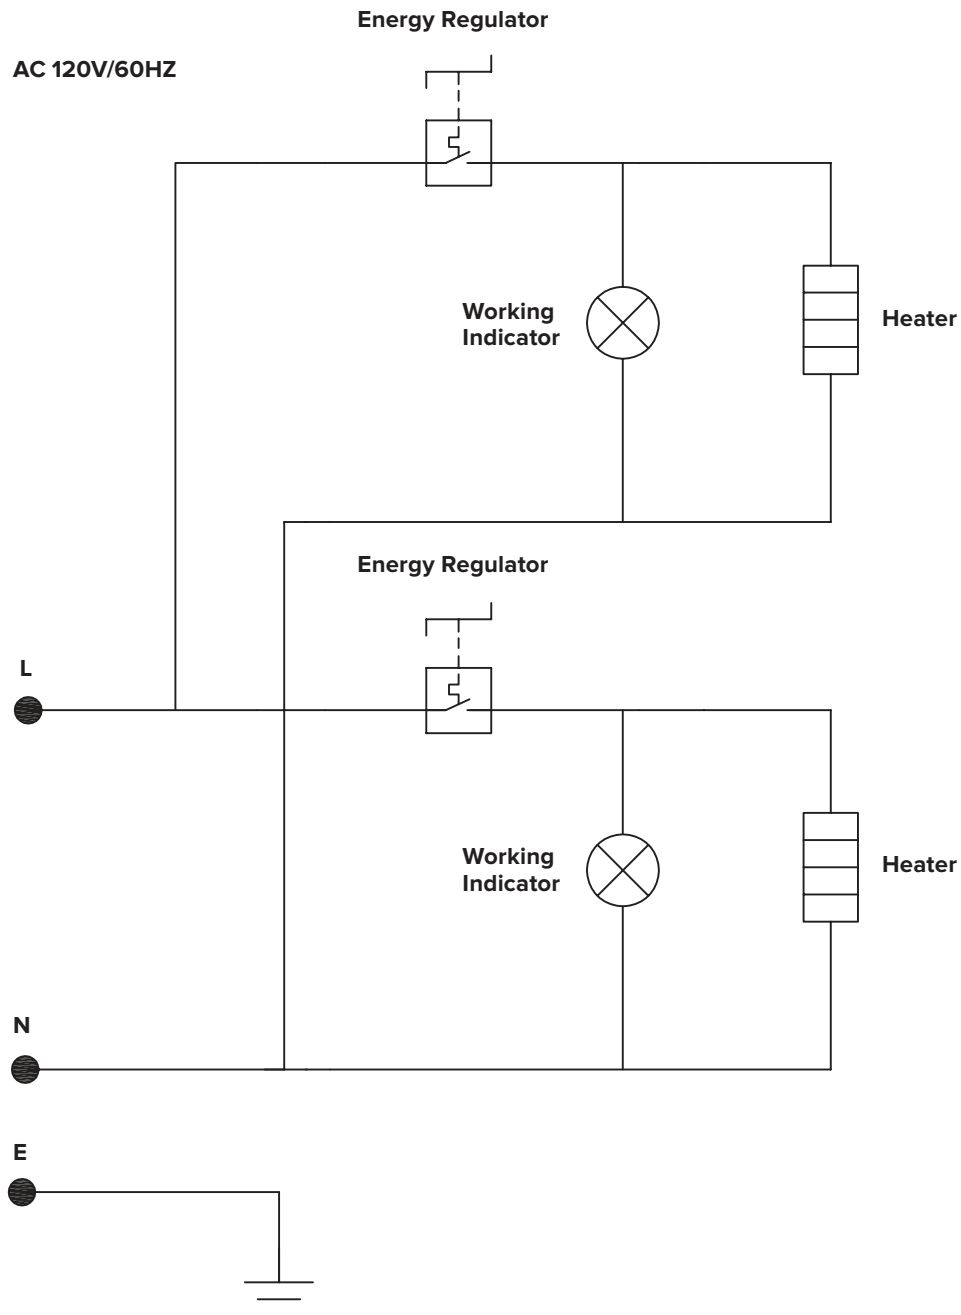 Energy Regulator
AC 120V/60HZ
Working
Indicator
Heater
Energy Regulator
L
Working
Indicator
Heater
N
E